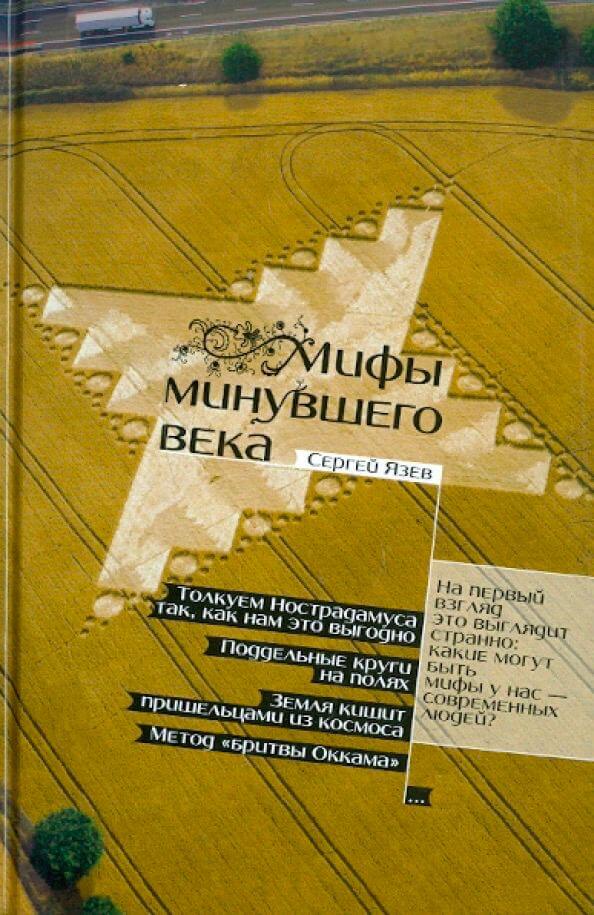 Мифы
минувшего
века
Сергей Язев
Толкуем Нострадамуса
так, как нам это выгодно
Поддельные круги
на полях
Земля кишит
пришельцами из космоса
Метод «бритвы Оккама»
...
На первый
взгляд
это выглядит
странно:
какие могут
быть
мифы у нас —
современных
людей?